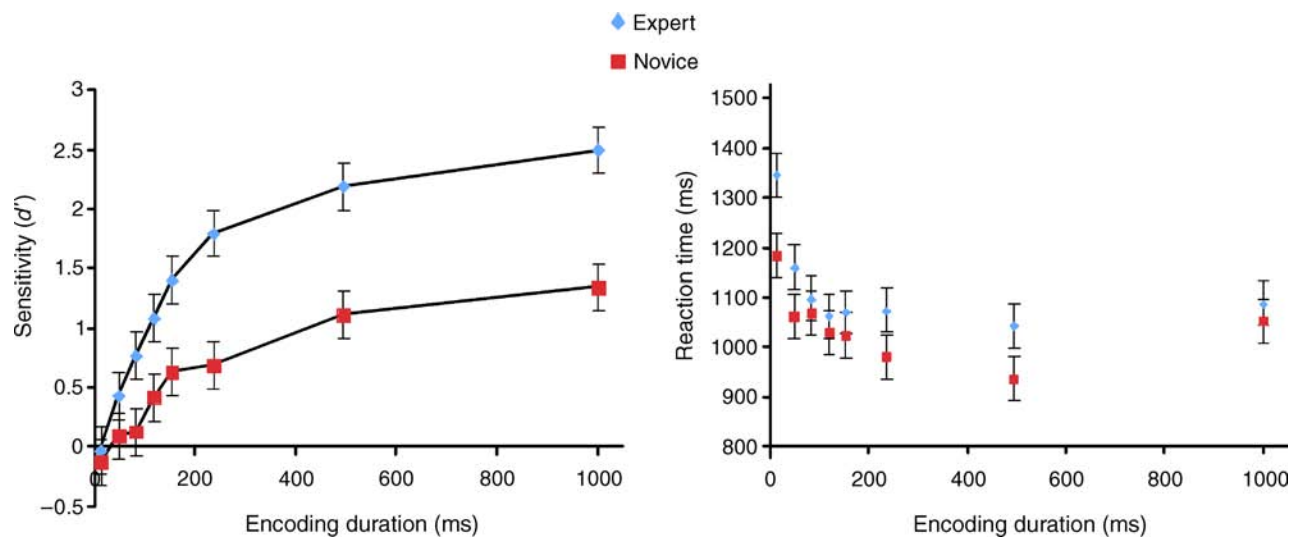 Expert
Novice
3
2.5
2
1.5
1
0.5
0
−0.5
0 200 400 600 800 1000
Sensitivity (d′)
Encoding duration (ms)
1500
1400
1300
1200
1100
1000
900
800
0 200 400 600 800 1000
Reaction time (ms)
Encoding duration (ms)